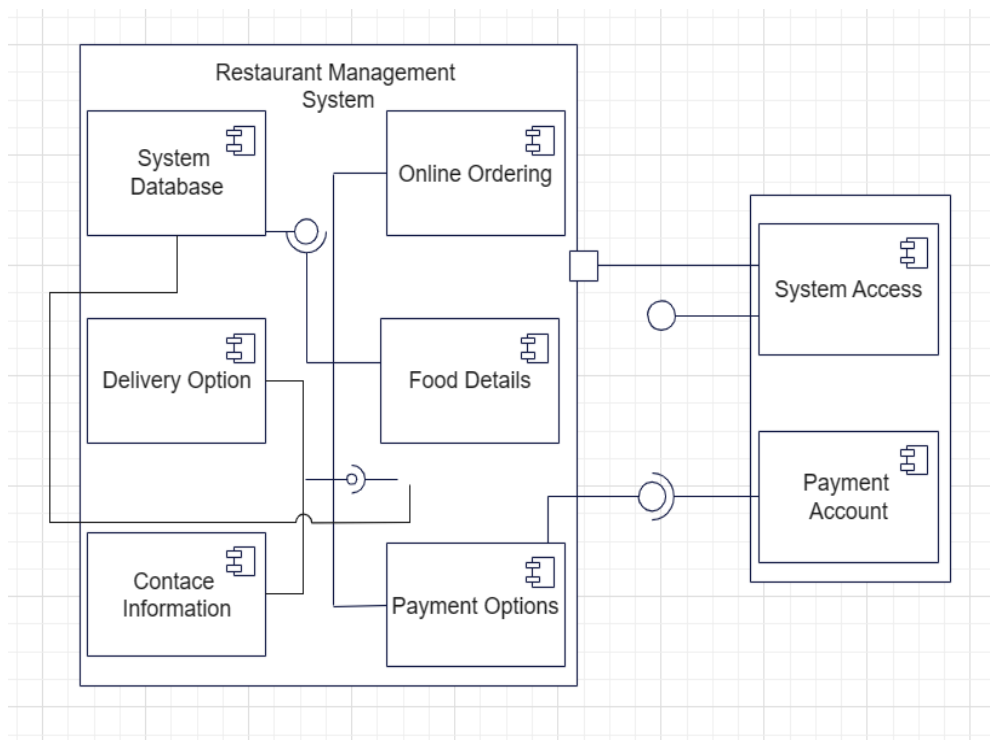 Restaurant Management
System
System
Database
Online Ordering
System Access
Delivery Option
Food Details
Payment
Account
Contace
Information
Payment Options